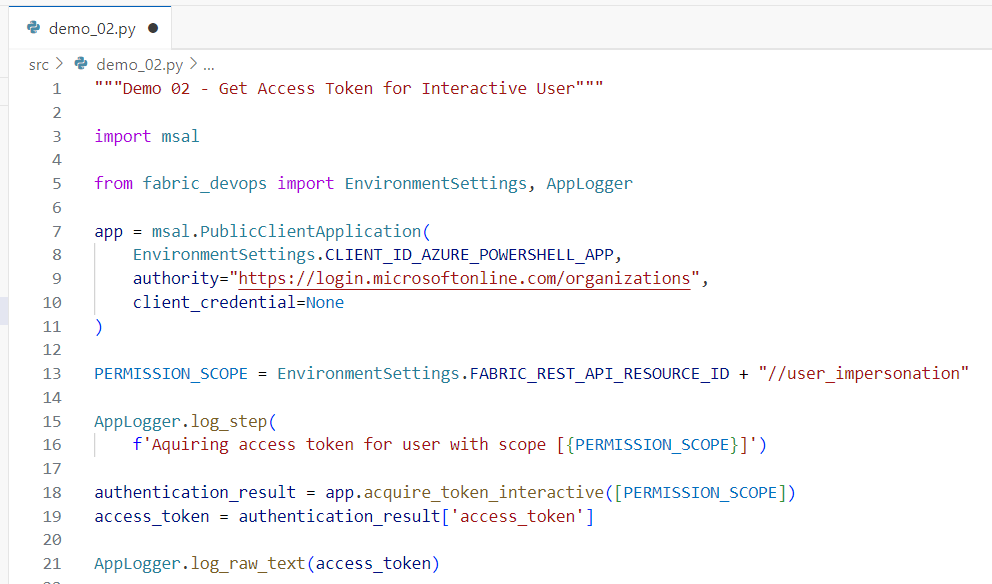 demo_02.py
src > demo_02.py > ...
1 """Demo 02 - Get Access Token for Interactive User"""
2
3 import msal
4
5 from fabric_devops import EnvironmentSettings, AppLogger
6
7 app = msal.PublicClientApplication(
8     EnvironmentSettings.CLIENT_ID_AZURE_POWERSHELL_APP,
9     authority="https://login.microsoftonline.com/organizations",
10     client_credential=None
11 )
12
13 PERMISSION_SCOPE = EnvironmentSettings.FABRIC_REST_API_RESOURCE_ID + "//user_impersonation"
14
15 AppLogger.log_step(
16     f'Aquiring access token for user with scope [{PERMISSION_SCOPE}]')
17
18 authentication_result = app.acquire_token_interactive([PERMISSION_SCOPE])
19 access_token = authentication_result['access_token']
20
21 AppLogger.log_raw_text(access_token)